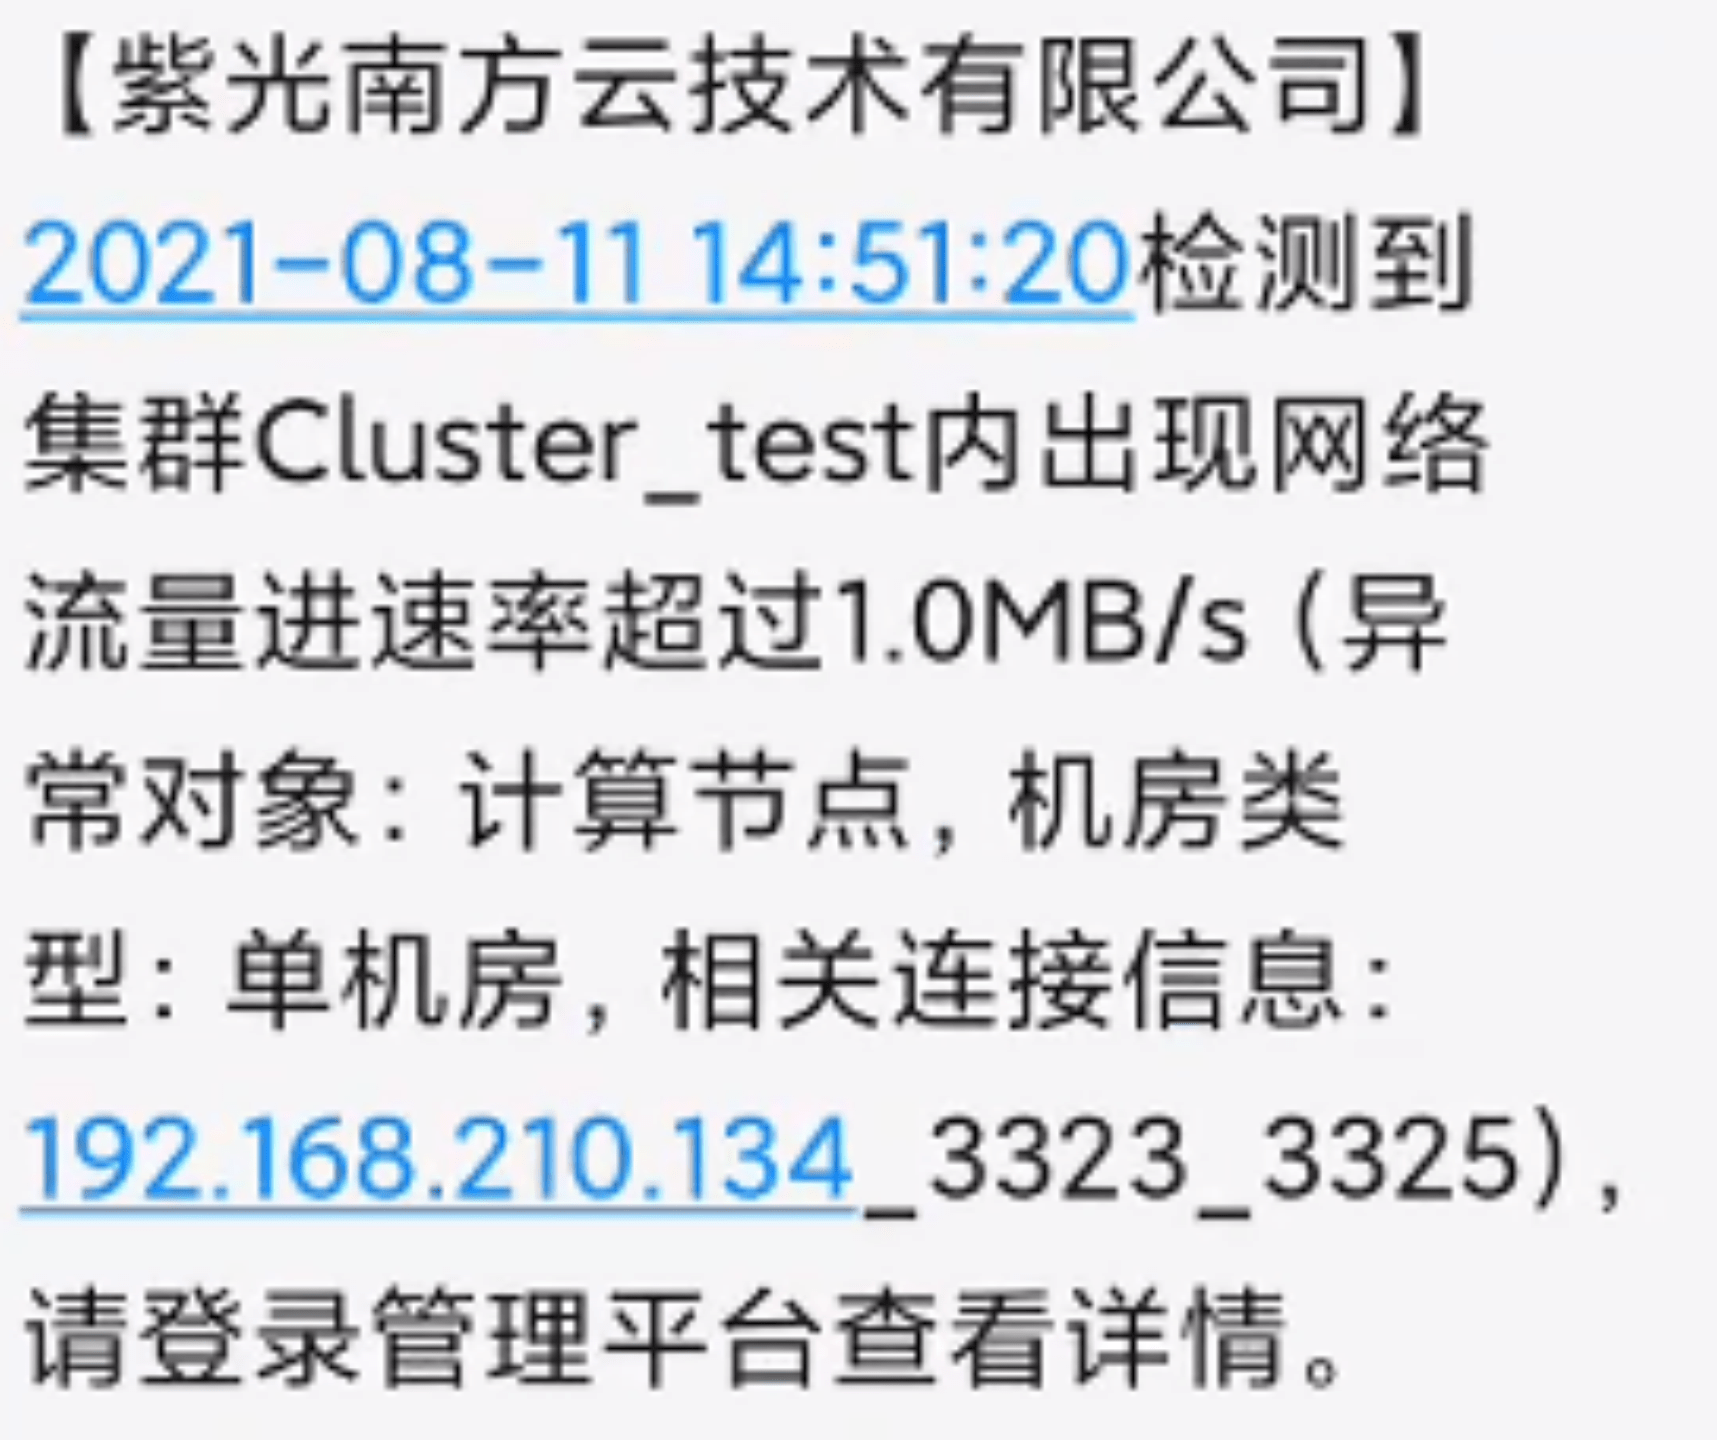 【紫光南方云技术有限公司】
2021-08-11 14:51:20检测到
集群Cluster_test内出现网络
流量进速率超过1.0MB/s（异
常对象：计算节点，机房类
型：单机房，相关连接信息：
192.168.210.134_3323_3325），
请登录管理平台查看详情。